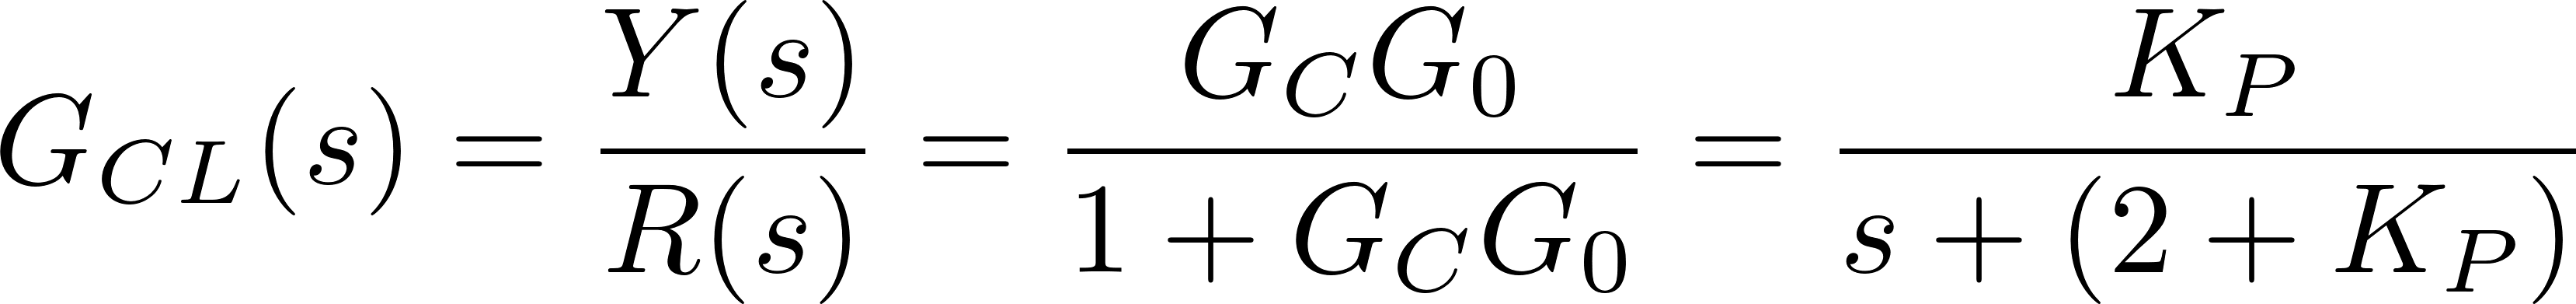 G_{CL}(s) = \frac{Y(s)}{R(s)} = \frac{G_C G_0}{1 + G_C G_0} = \frac{K_P}{s + (2 + K_P)}